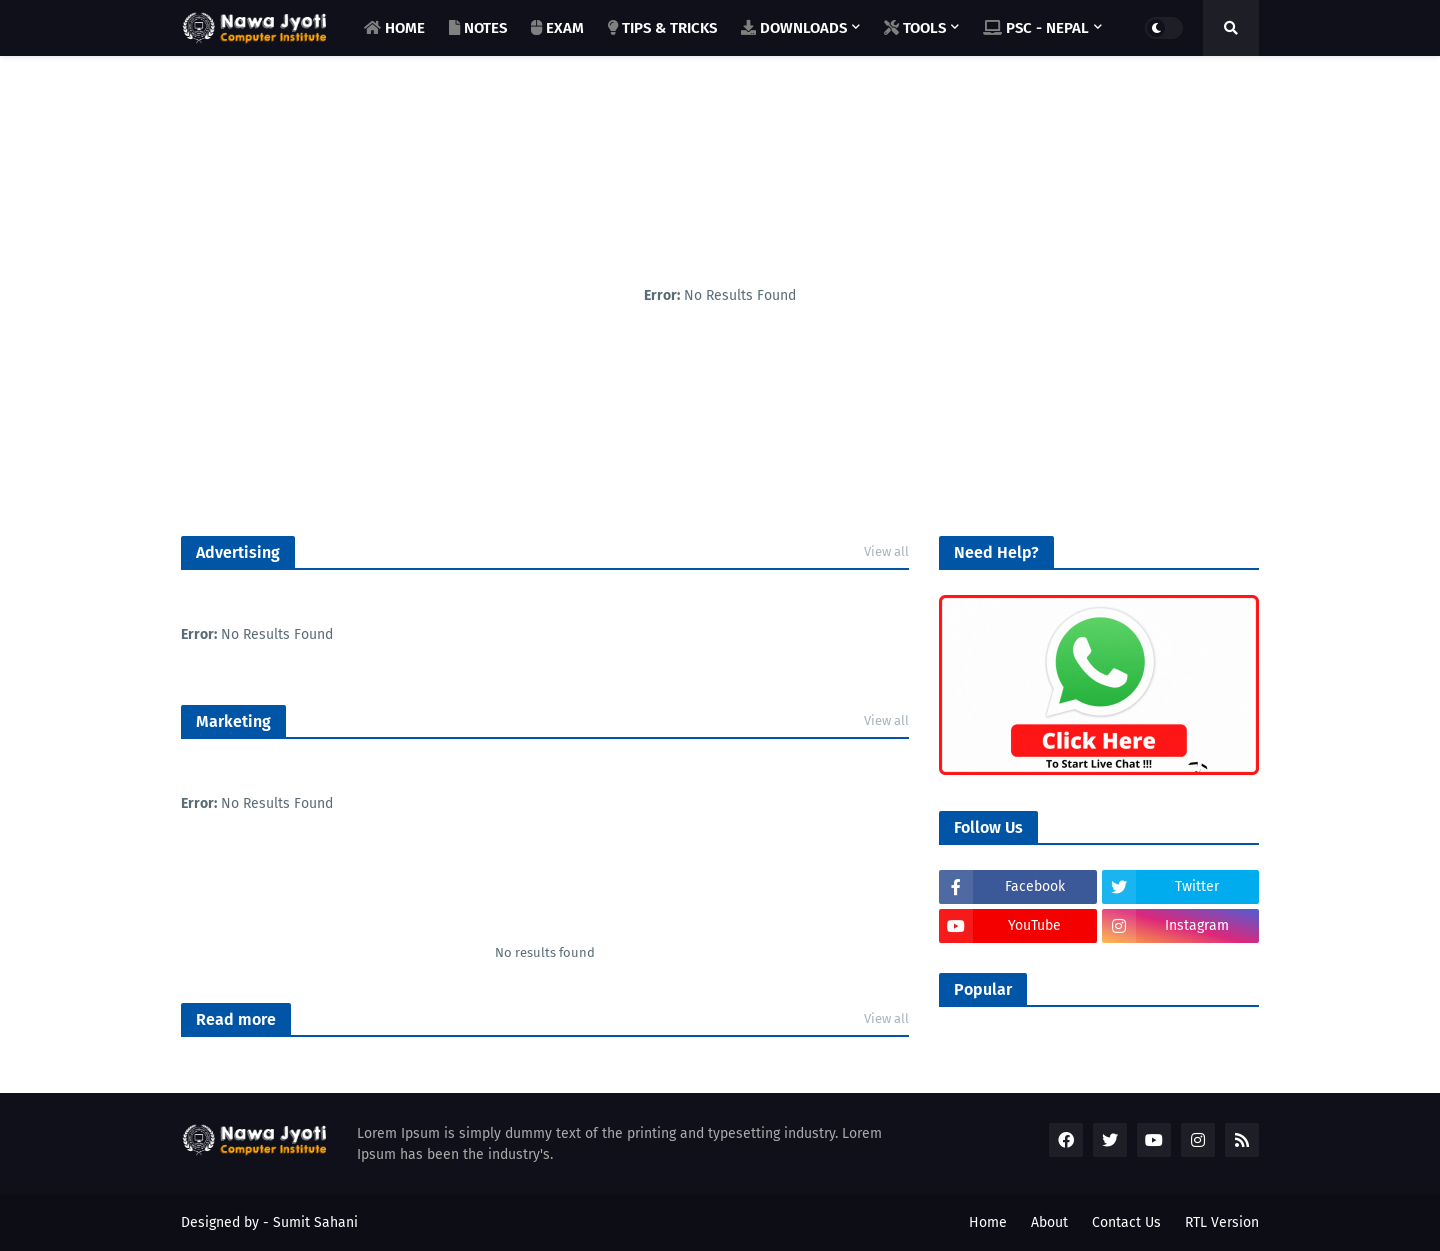 Nawa Jyoti
Computer Institute
HOME
NOTES
EXAM
TIPS & TRICKS
DOWNLOADS
TOOLS
PSC - NEPAL
Error: No Results Found
Advertising
View all
Error: No Results Found
Marketing
View all
Error: No Results Found
No results found
Read more
View all
Need Help?
Click Here
To Start Live Chat !!!
Follow Us
Facebook
Twitter
YouTube
Instagram
Popular
Nawa Jyoti
Computer Institute
Lorem Ipsum is simply dummy text of the printing and typesetting industry. Lorem
Ipsum has been the industry's.
Designed by - Sumit Sahani
Home
About
Contact Us
RTL Version